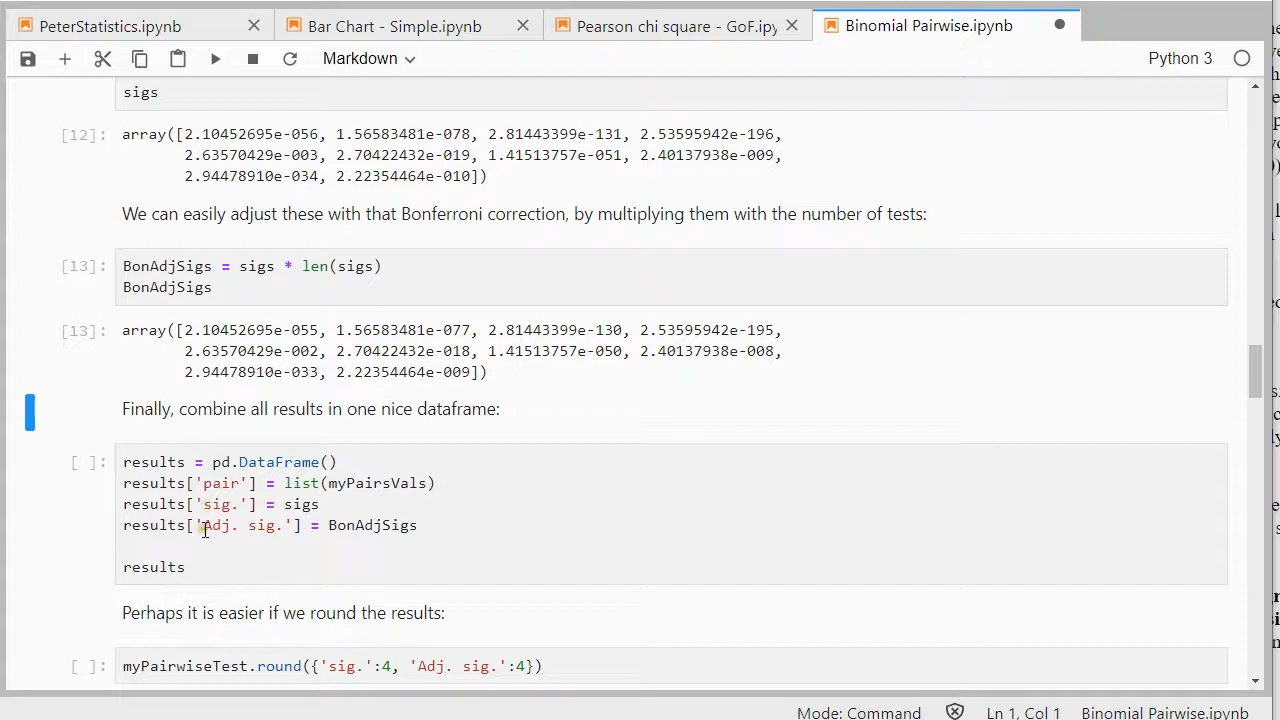 PeterStatistics.ipynb
Bar Chart - Simple.ipynb
Pearson chi square - GoF.ipy
Binomial Pairwise.ipynb
Markdown
Python 3
sigs
[12]: array([2.10452695e-056, 1.56583481e-078, 2.81443399e-131, 2.53595942e-196,
2.63570429e-003, 2.70422432e-019, 1.41513757e-051, 2.40137938e-009,
2.94478910e-034, 2.22354464e-010])
We can easily adjust these with that Bonferroni correction, by multiplying them with the number of tests:
[13]: BonAdjSigs = sigs * len(sigs)
BonAdjSigs
[13]: array([2.10452695e-055, 1.56583481e-077, 2.81443399e-130, 2.53595942e-195,
2.63570429e-002, 2.70422432e-018, 1.41513757e-050, 2.40137938e-008,
2.94478910e-033, 2.22354464e-009])
Finally, combine all results in one nice dataframe:
[ ]: results = pd.DataFrame()
results['pair'] = list(myPairsVals)
results['sig.'] = sigs
results['Adj. sig.'] = BonAdjSigs
results
Perhaps it is easier if we round the results:
[ ]: myPairwiseTest.round({'sig.':4, 'Adj. sig.':4})
Mode: Command
Ln 1, Col 1
Binomial Pairwise.ipynb